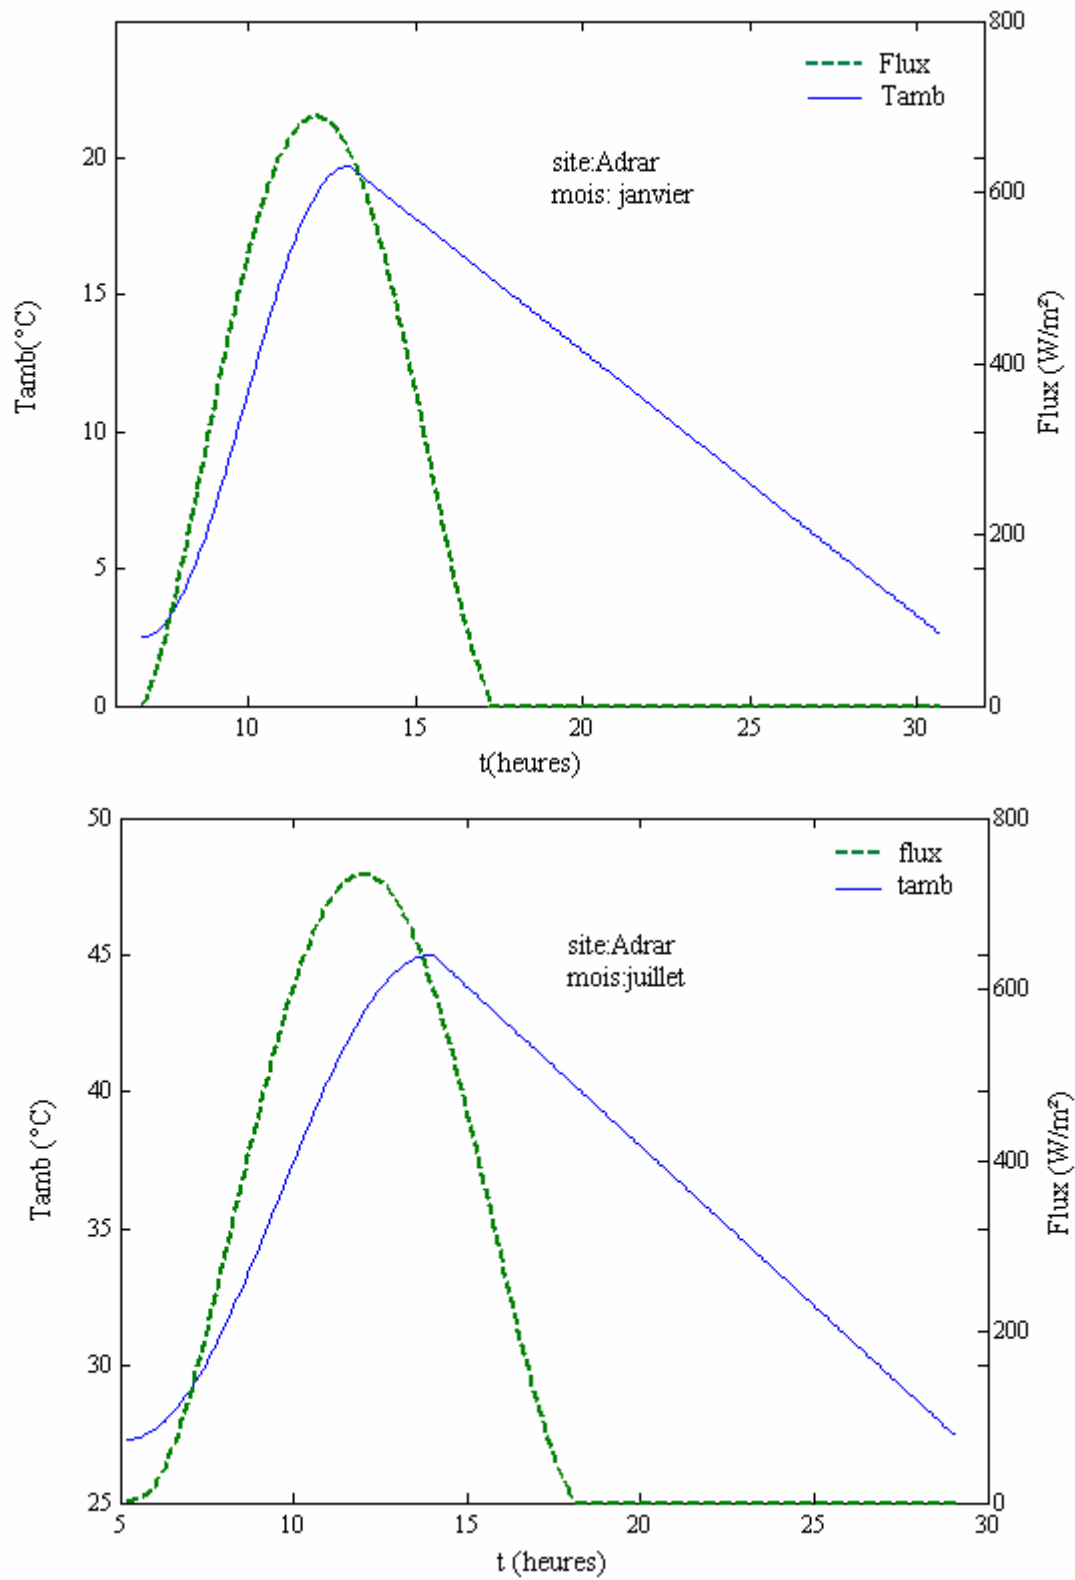 800
Flux
Tamb
20
site:Adrar
mois: janvier
600
15
Tamb(°C)
Flux (W/m²)
400
10
200
5
0
0
10
15
20
25
30
t(heures)
50
800
flux
tamb
45
site:Adrar
mois:juillet
600
40
Tamb (°C)
Flux (W/m²)
400
35
200
30
25
0
5
10
15
20
25
30
t (heures)